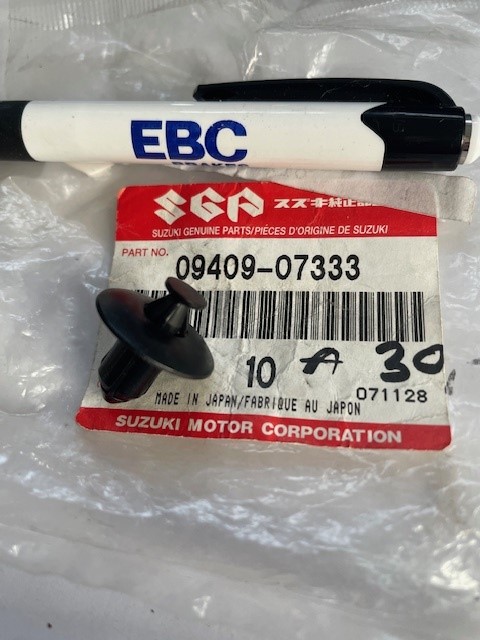 EBC
BRAKES
SGP スズキ純正部品
SUZUKI GENUINE PARTS/PIÈCES D'ORIGINE DE SUZUKI
PART NO. 09409-07333
10 A 30
071128
MADE IN JAPAN/FABRIQUE AU JAPON
SUZUKI MOTOR CORPORATION